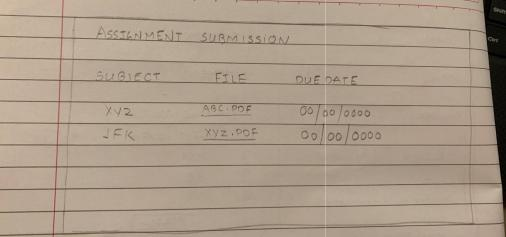 ASSIGNMENT SUBMISSION
SUBJECT FILE DUE DATE
XYZ ABC.PDF 00/00/0000
JFK XYZ.PDF 00/00/0000